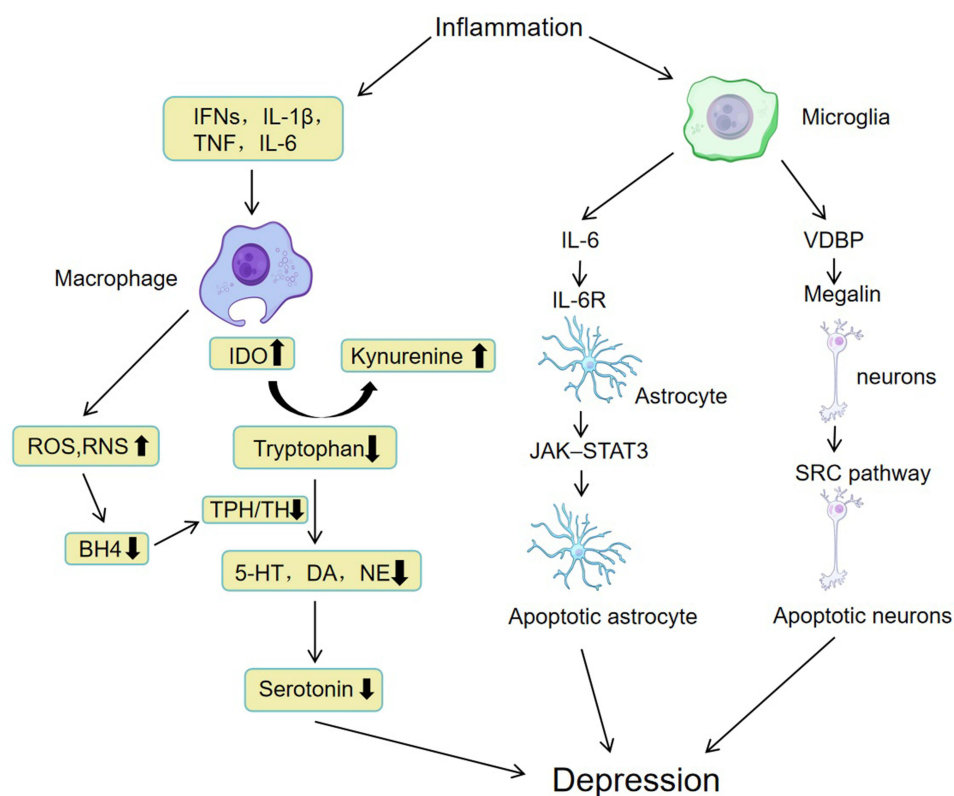 Inflammation
IFNs，IL-1β，
TNF，IL-6
Microglia
Macrophage
IL-6
VDBP
IL-6R
Megalin
IDO
Kynurenine
Astrocyte
neurons
ROS,RNS
Tryptophan
JAK–STAT3
SRC pathway
TPH/TH
BH4
5-HT，DA，NE
Apoptotic astrocyte
Apoptotic neurons
Serotonin
Depression